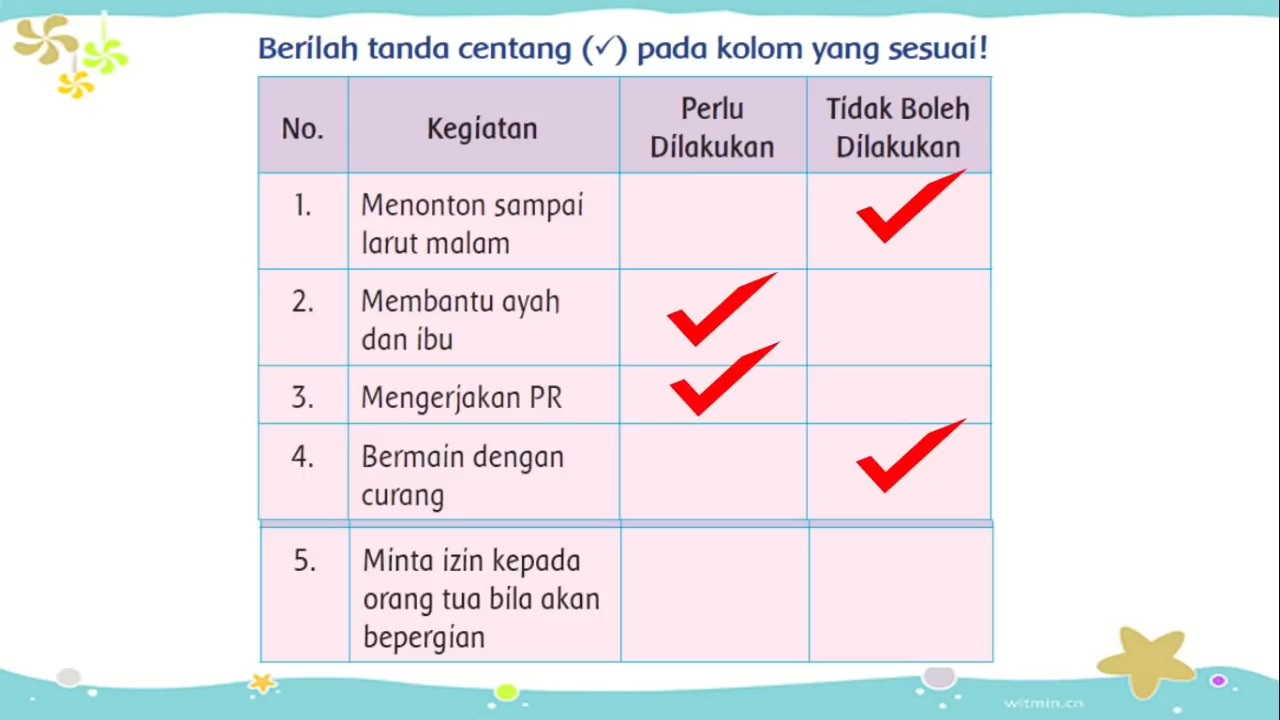 Berilah tanda centang (✓) pada kolom yang sesuai!
No.
Kegiatan
Perlu
Dilakukan
Tidak Boleh
Dilakukan
1.
Menonton sampai
larut malam
2.
Membantu ayah
dan ibu
3.
Mengerjakan PR
4.
Bermain dengan
curang
5.
Minta izin kepada
orang tua bila akan
bepergian
witmin.cn